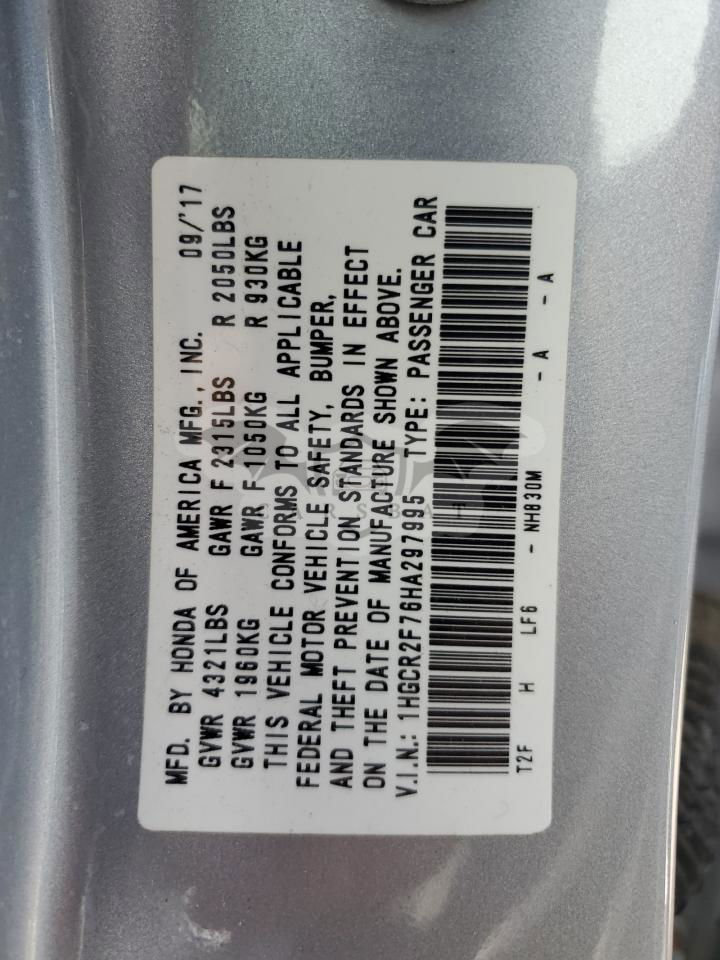 MFD. BY HONDA OF AMERICA MFG., INC. 09/'17
GVWR 4321LBS GAWR F 2315LBS R 2050LBS
GVWR 1960KG GAWR F 1050KG R 930KG
THIS VEHICLE CONFORMS TO ALL APPLICABLE
FEDERAL MOTOR VEHICLE SAFETY, BUMPER,
AND THEFT PREVENTION STANDARDS IN EFFECT
ON THE DATE OF MANUFACTURE SHOWN ABOVE.
V.I.N.: 1HGCR2F76HA297995 TYPE: PASSENGER CAR
T2F H LF6 - NH830M - A - A
CARSBAT